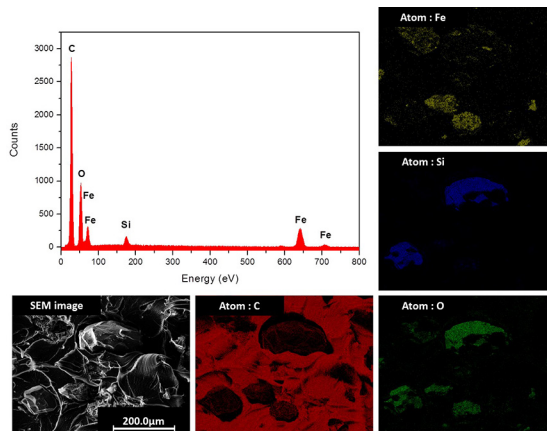 Atom : Fe
3000
2500
2000
1500
1000
500
0
Counts
C
O
Fe
Fe
Si
Fe
Fe
0 100 200 300 400 500 600 700 800
Energy (eV)
Atom : Si
SEM image
200.0µm
Atom : C
Atom : O